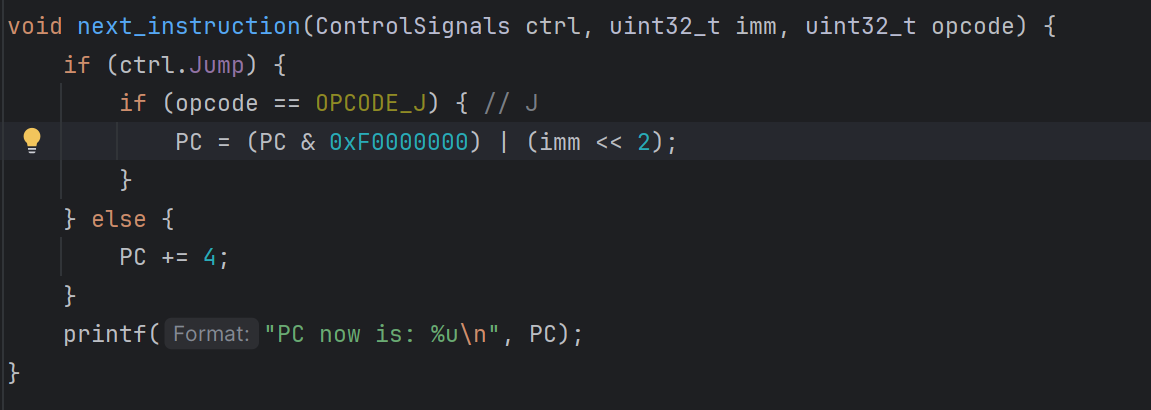 void next_instruction(ControlSignals ctrl, uint32_t imm, uint32_t opcode) {
    if (ctrl.Jump) {
        if (opcode == OPCODE_J) { // J
            PC = (PC & 0xF0000000) | (imm << 2);
        }
    } else {
        PC += 4;
    }
    printf(Format: "PC now is: %u\n", PC);
}